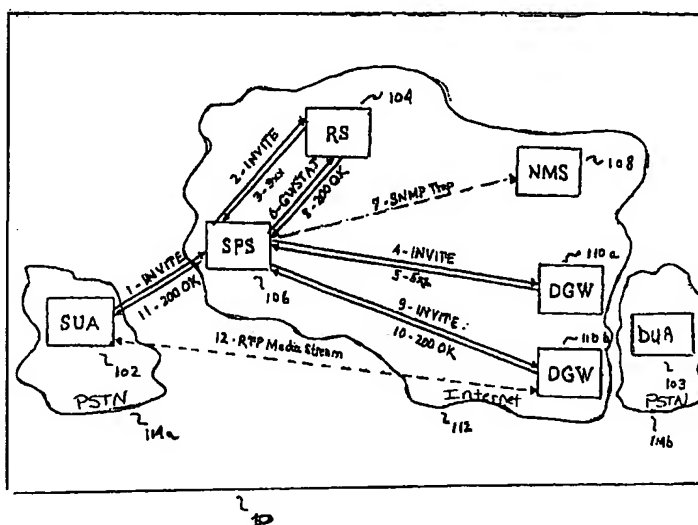 104
RS
2-INVITE
3-3xx
6-GWSTAT
8-200 OK
NMS
108
7-SNMP Trap
SPS
106
4-INVITE
5-5xx
110a
DGW
1-INVITE
11-200 OK
9-INVITE
10-200 OK
110b
DGW
SUA
102
12-RTP Media Stream
DUA
103
PSTN
114a
Internet
112
PSTN
114b